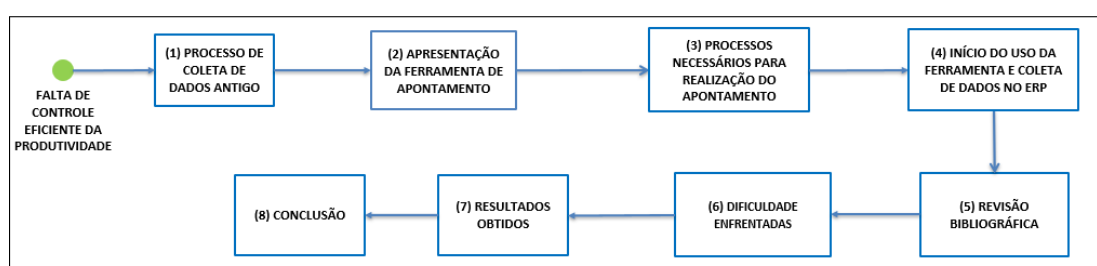 FALTA DE
CONTROLE
EFICIENTE DA
PRODUTIVIDADE
(1) PROCESSO DE
COLETA DE
DADOS ANTIGO
(2) APRESENTAÇÃO
DA FERRAMENTA DE
APONTAMENTO
(3) PROCESSOS
NECESSÁRIOS PARA
REALIZAÇÃO DO
APONTAMENTO
(4) INÍCIO DO USO DA
FERRAMENTA E COLETA
DE DADOS NO ERP
(5) REVISÃO
BIBLIOGRÁFICA
(6) DIFICULDADE
ENFRENTADAS
(7) RESULTADOS
OBTIDOS
(8) CONCLUSÃO